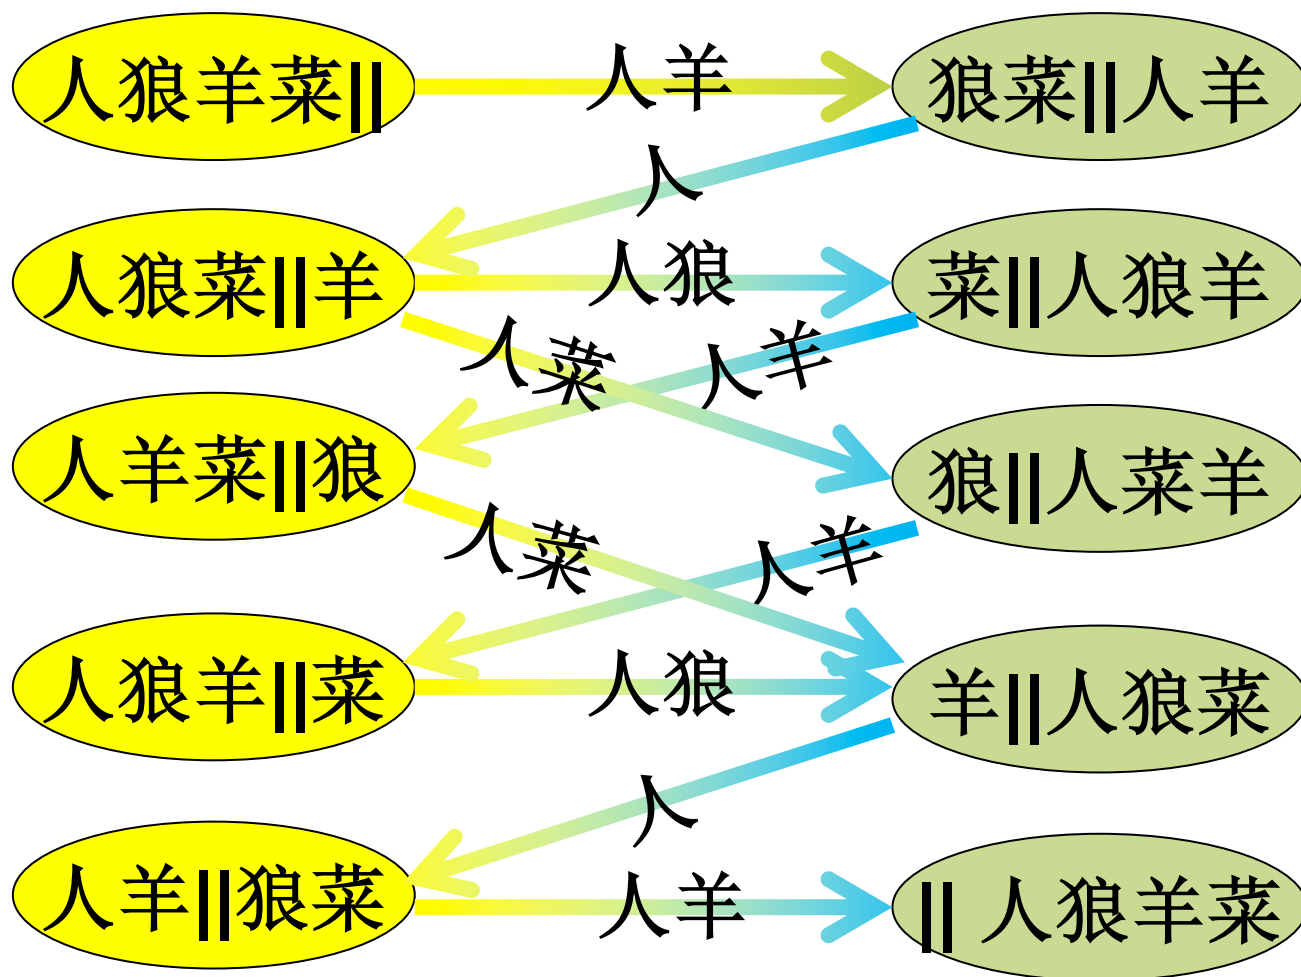 人狼羊菜||
人羊
狼菜||人羊
人
人狼菜||羊
人狼
菜||人狼羊
人菜
人羊
人羊菜||狼
狼||人菜羊
人菜
人羊
人狼羊||菜
人狼
羊||人狼菜
人
人羊||狼菜
人羊
|| 人狼羊菜